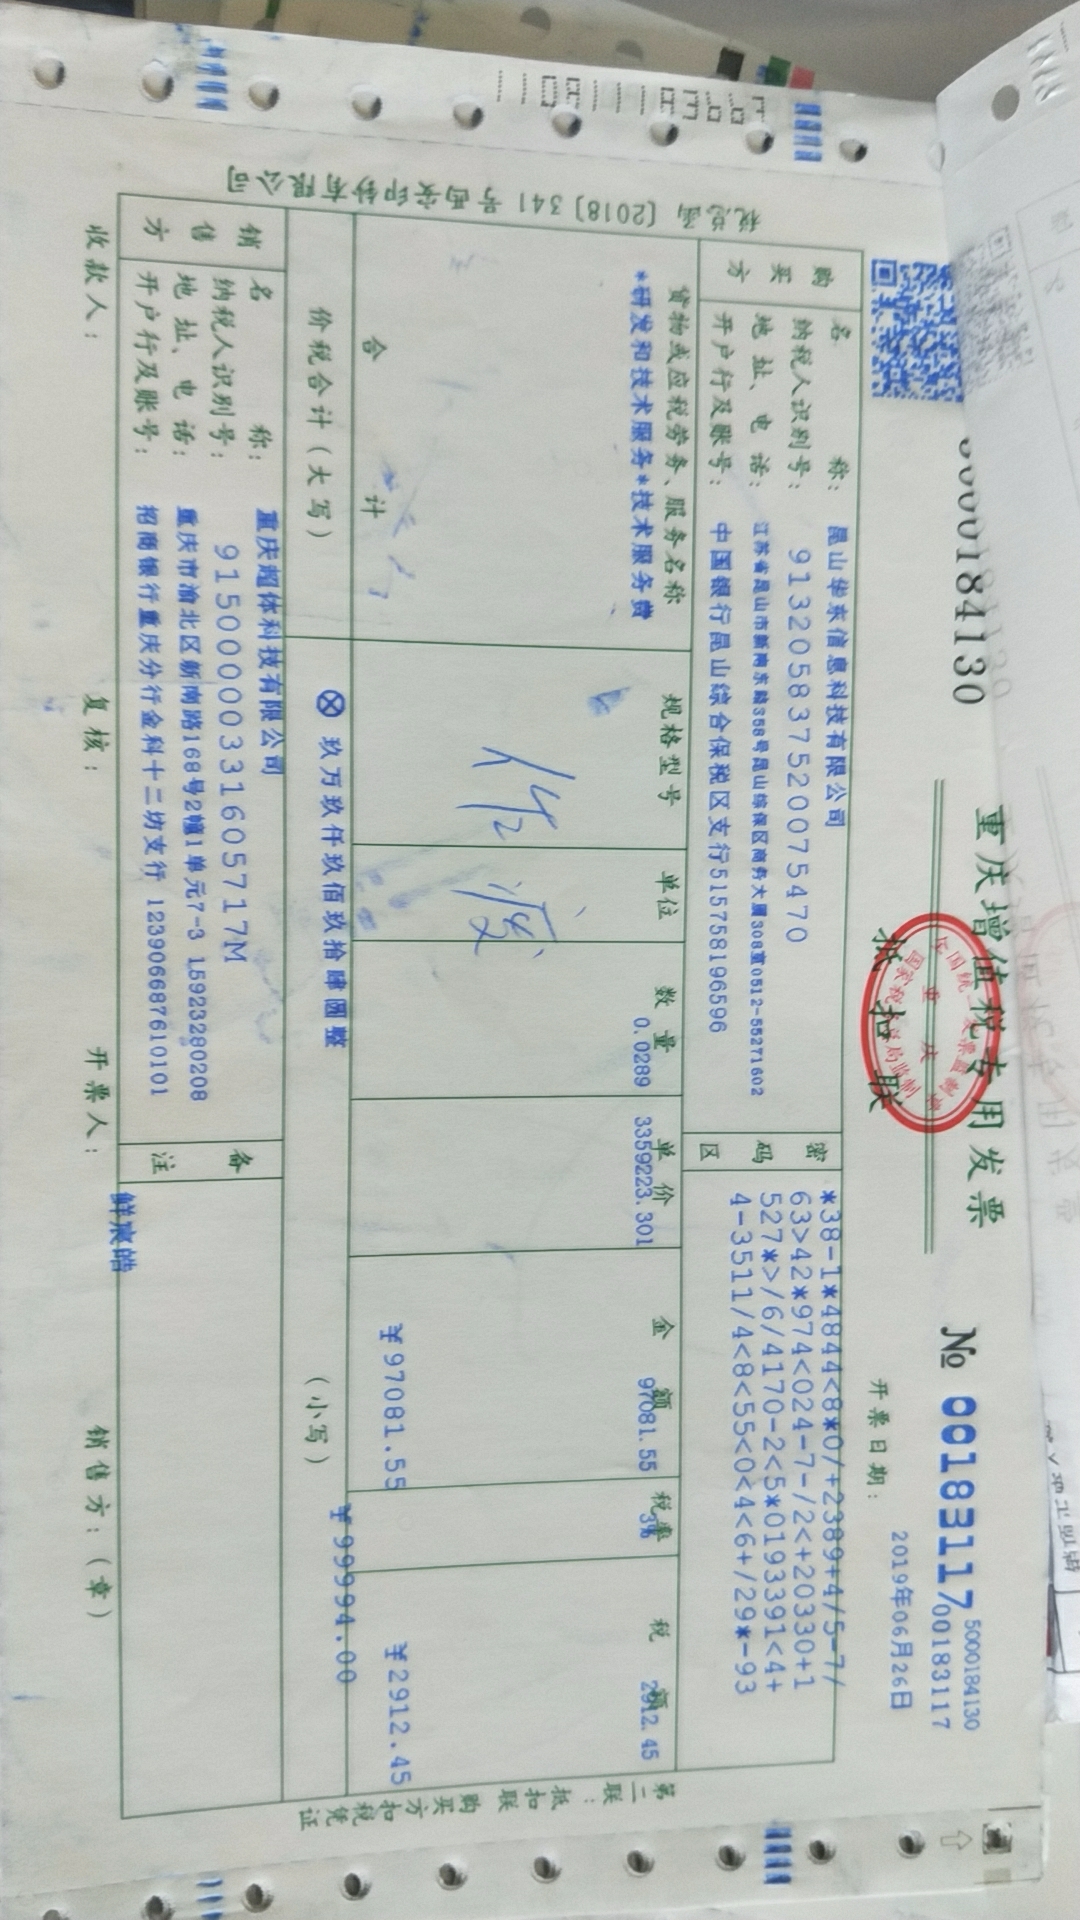 5000184130
重庆增值税专用发票
抵扣联
№ 00183117
5000184130
00183117
开票日期：
2019年06月26日
税总函〔2018〕341号西安印钞有限公司
购买方
名称：昆山华东信息科技有限公司
纳税人识别号：913205837520075470
地址、电话：江苏省昆山市新南东路358号昆山综保区商务大厦308室0512-55271602
开户行及账号：中国银行昆山综合保税区支行515758196596
密码区
*38-1*4844<8*0/+2389+4/5-7/
63>42*974<024-7-/2<+20330+1
527*>/6/4170-2<5*0193391<4+
4-3511/4<8<55<0<4<6+/29*-93
货物或应税劳务、服务名称 规格型号 单位 数量 单价 金额 税率 税额
*研发和技术服务*技术服务费 0.0289 3359223.301 97081.55 3% 2912.45
合计 ￥97081.55 ￥2912.45
价税合计（大写） ⊗玖万玖仟玖佰玖拾肆圆整 （小写） ￥99994.00
销售方
名称：重庆超体科技有限公司
纳税人识别号：91500000331605717M
地址、电话：重庆市渝北区新南路168号2幢1单元7-3 15923280208
开户行及账号：招商银行重庆分行金科十二坊支行 123906687610101
备注
收款人： 复核： 开票人： 鲜宸皓 销售方：（章）
第二联：抵扣联 购买方扣税凭证